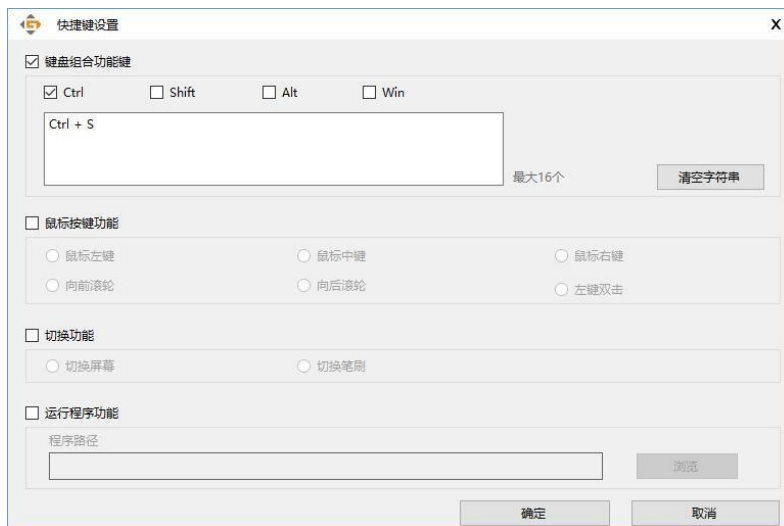 快捷键设置 X
键盘组合功能键
Ctrl Shift Alt Win
Ctrl + S
最大16个 清空字符串
鼠标按键功能
鼠标左键 鼠标中键 鼠标右键
向前滚轮 向后滚轮 左键双击
切换功能
切换屏幕 切换笔刷
运行程序功能
程序路径
浏览
确定 取消